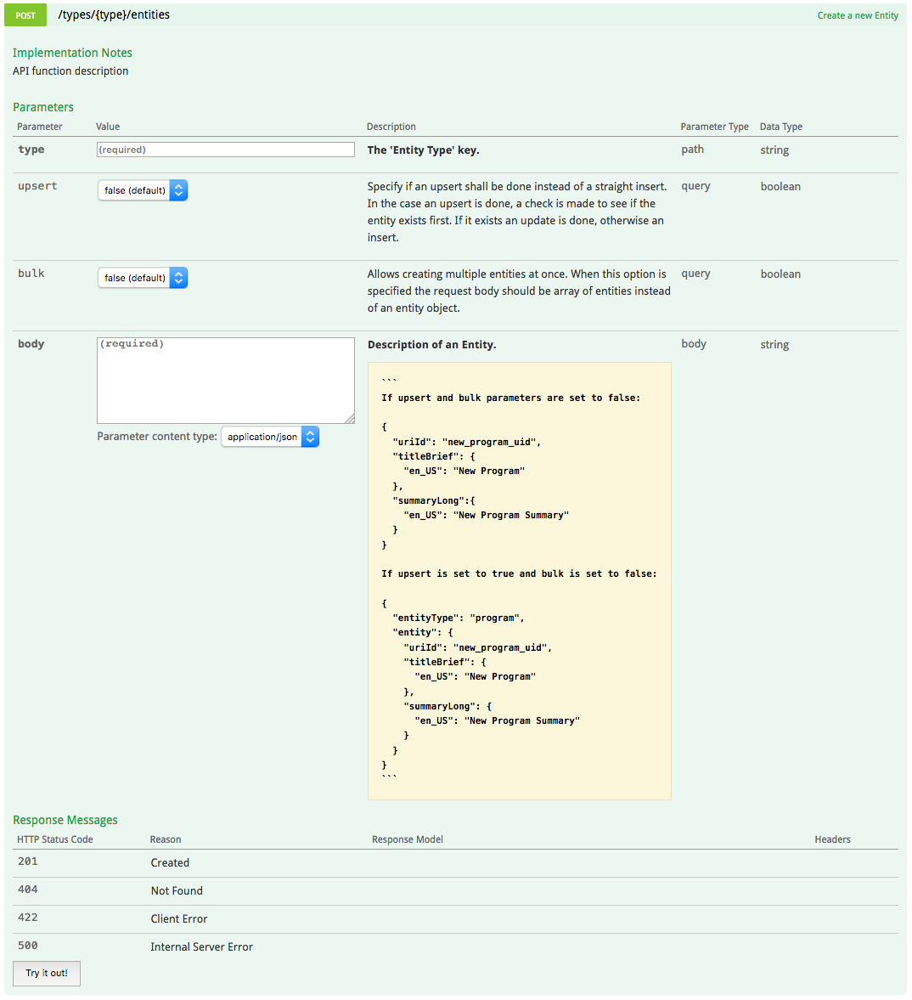 POST /types/{type}/entities Create a new Entity
Implementation Notes
API function description
Parameters
Parameter Value Description Parameter Type Data Type
type (required) The 'Entity Type' key. path string
upsert false (default) Specify if an upsert shall be done instead of a straight insert. query boolean
In the case an upsert is done, a check is made to see if the
entity exists first. If it exists an update is done, otherwise an
insert.
bulk false (default) Allows creating multiple entities at once. When this option is query boolean
specified the request body should be array of entities instead
of an entity object.
body (required) Description of an Entity. body string
Parameter content type: application/json
```
If upsert and bulk parameters are set to false:
{
"uriId": "new_program_uid",
"titleBrief": {
"en_US": "New Program"
},
"summaryLong":{
"en_US": "New Program Summary"
}
}
If upsert is set to true and bulk is set to false:
{
"entityType": "program",
"entity": {
"uriId": "new_program_uid",
"titleBrief": {
"en_US": "New Program"
},
"summaryLong": {
"en_US": "New Program Summary"
}
}
}
```
Response Messages
HTTP Status Code Reason Response Model Headers
201 Created
404 Not Found
422 Client Error
500 Internal Server Error
Try it out!